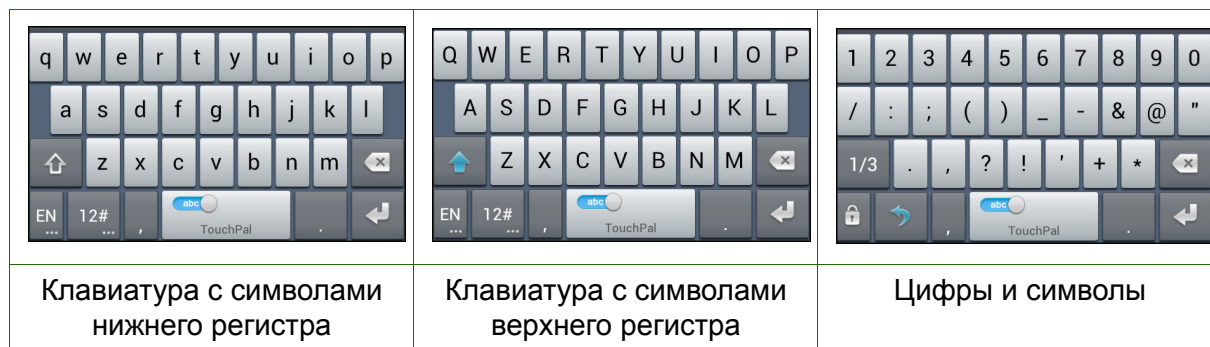 q w e r t y u i o p
a s d f g h j k l
z x c v b n m
EN 12# , abc .
... ...
TouchPal
Q W E R T Y U I O P
A S D F G H J K L
Z X C V B N M
EN 12# , abc .
... ...
TouchPal
1 2 3 4 5 6 7 8 9 0
/ : ; ( ) _ - & @ "
1/3 . , ? ! ' + *
, abc .
TouchPal
Клавиатура с символами
нижнего регистра
Клавиатура с символами
верхнего регистра
Цифры и символы